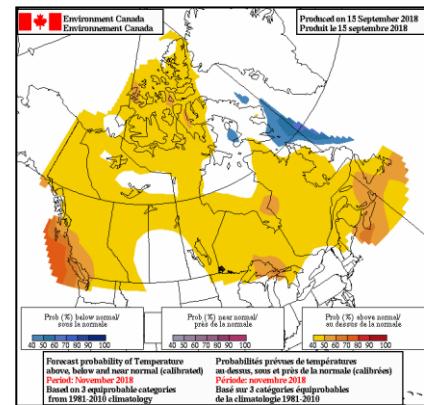 Environment Canada
Environnement Canada
Produced on 15 September 2018
Produit le 15 septembre 2018
Prob (%) below normal/
sous la normale
40 50 60 70 80 90 100
Prob (%) near normal/
près de la normale
40 50 60 70 80 90 100
Prob (%) above normal/
au dessus de la normale
40 50 60 70 80 90 100
Forecast probability of Temperature
above, below and near normal (calibrated)
Period: November 2018
Based on 3 equiprobable categories
from 1981-2010 climatology
Probabilités prévues de températures
au-dessus, sous et près de la normale (calibrées)
Période: novembre 2018
Basé sur 3 catégories équiprobables
de la climatologie 1981-2010